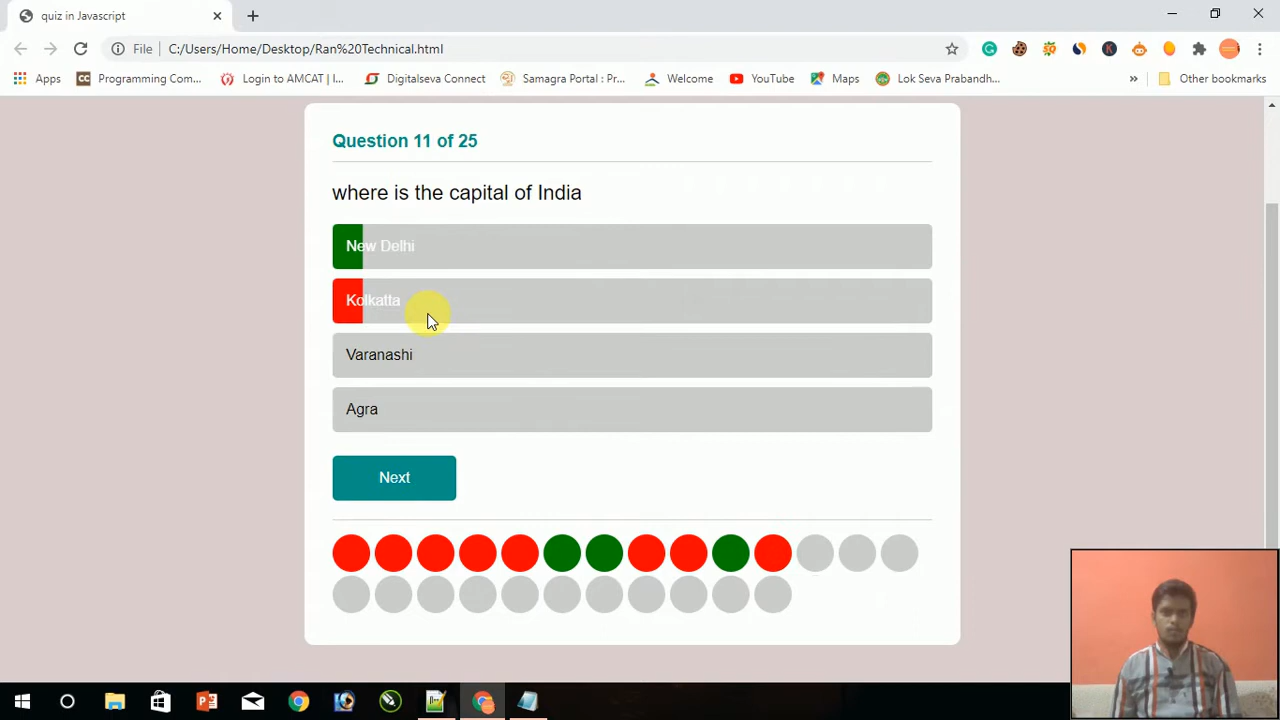 quiz in Javascript
File
C:/Users/Home/Desktop/Ran%20Technical.html
Apps
Programming Com...
Login to AMCAT | I...
Digitalseva Connect
Samagra Portal : Pr...
Welcome
YouTube
Maps
Lok Seva Prabandh...
»
Other bookmarks
Question 11 of 25
where is the capital of India
New Delhi
Kolkatta
Varanashi
Agra
Next